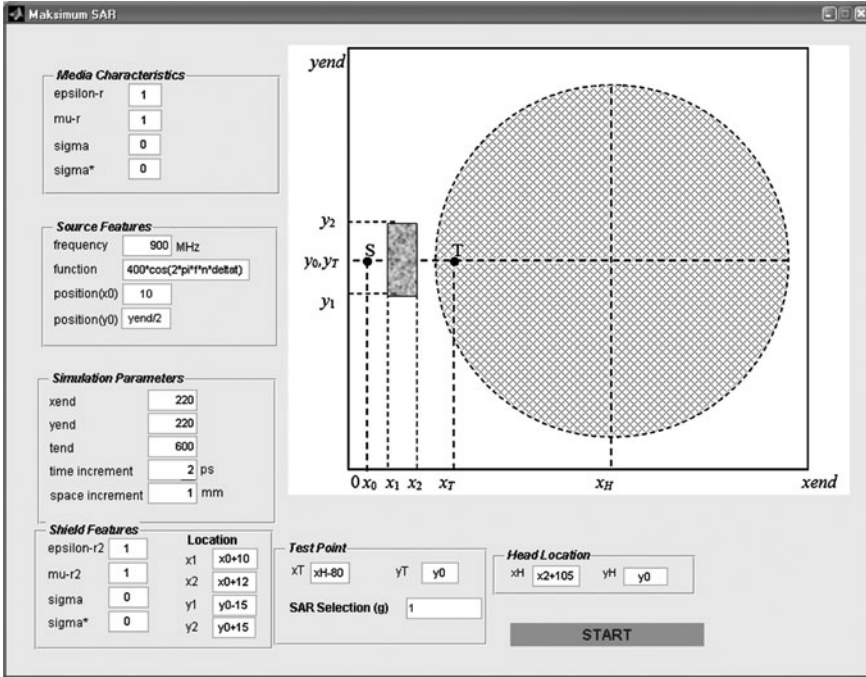 Maksimum SAR
Media Characteristics
epsilon-r 1
mu-r 1
sigma 0
sigma* 0
Source Features
frequency 900 MHz
function 400*cos(2*pi*f*n*deltat)
position(x0) 10
position(y0) yend/2
Simulation Parameters
xend 220
yend 220
tend 600
time increment 2 ps
space increment 1 mm
Shield Features
epsilon-r2 1
mu-r2 1
sigma 0
sigma* 0
Location
x1 x0+10
x2 x0+12
y1 y0-15
y2 y0+15
yend
y2
S T
y0,yT
y1
0 x0 x1 x2 xT xH xend
Test Point
xT xH-80 yT y0
SAR Selection (g) 1
Head Location
xH x2+105 yH y0
START